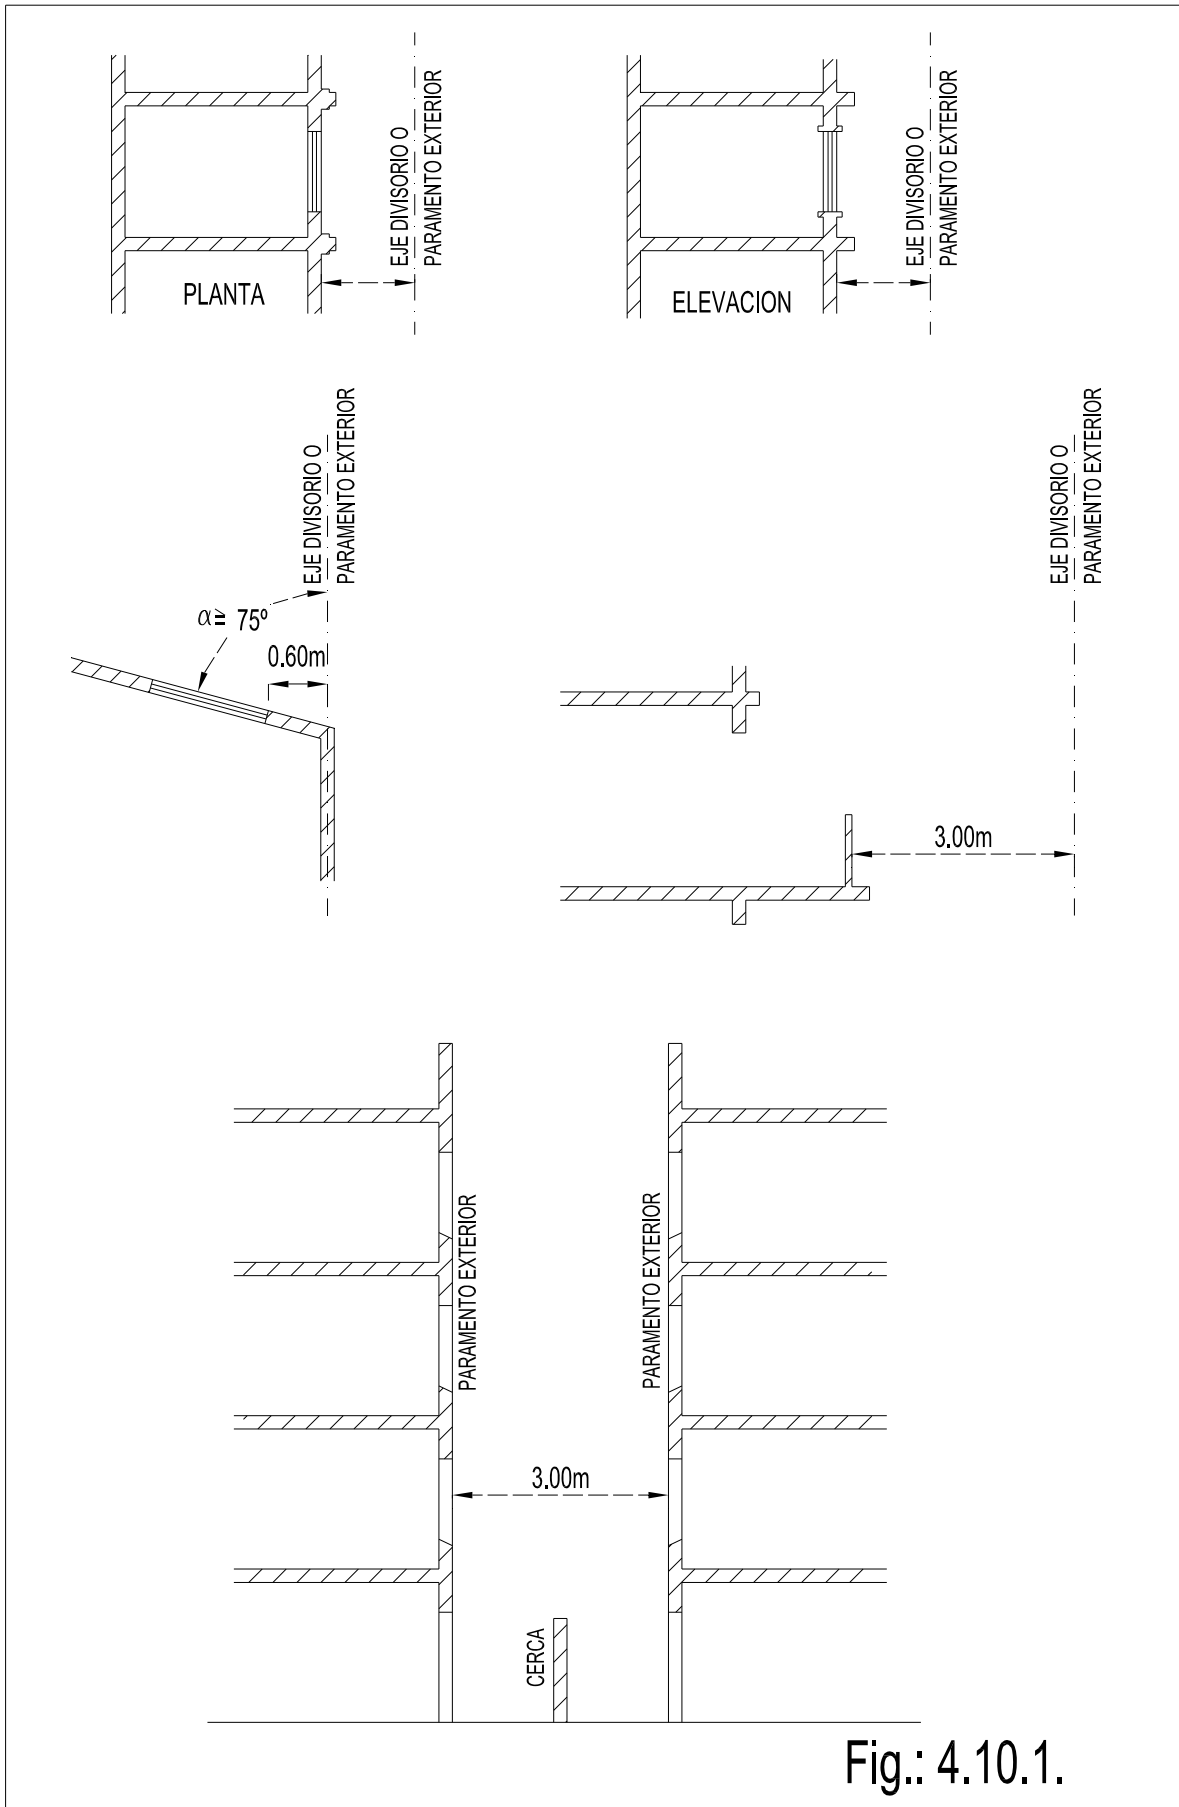 EJE DIVISORIO O
PARAMENTO EXTERIOR
PLANTA
EJE DIVISORIO O
PARAMENTO EXTERIOR
ELEVACION
EJE DIVISORIO O
PARAMENTO EXTERIOR
α≥ 75º
0.60m
EJE DIVISORIO O
PARAMENTO EXTERIOR
3.00m
PARAMENTO EXTERIOR
PARAMENTO EXTERIOR
3.00m
CERCA
Fig.: 4.10.1.